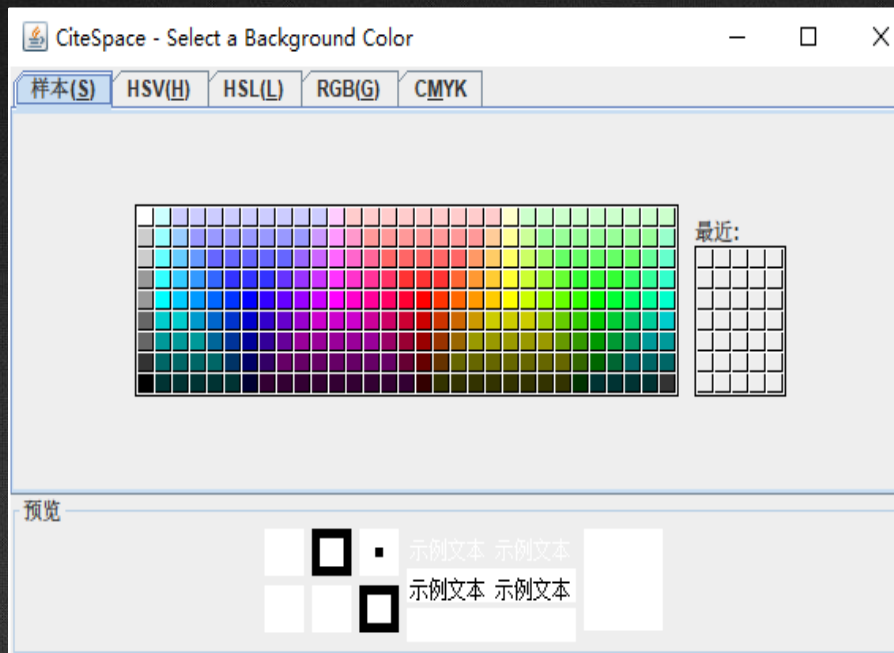 CiteSpace - Select a Background Color
样本(S) HSV(H) HSL(L) RGB(G) CMYK
最近:
预览
示例文本 示例文本
示例文本 示例文本